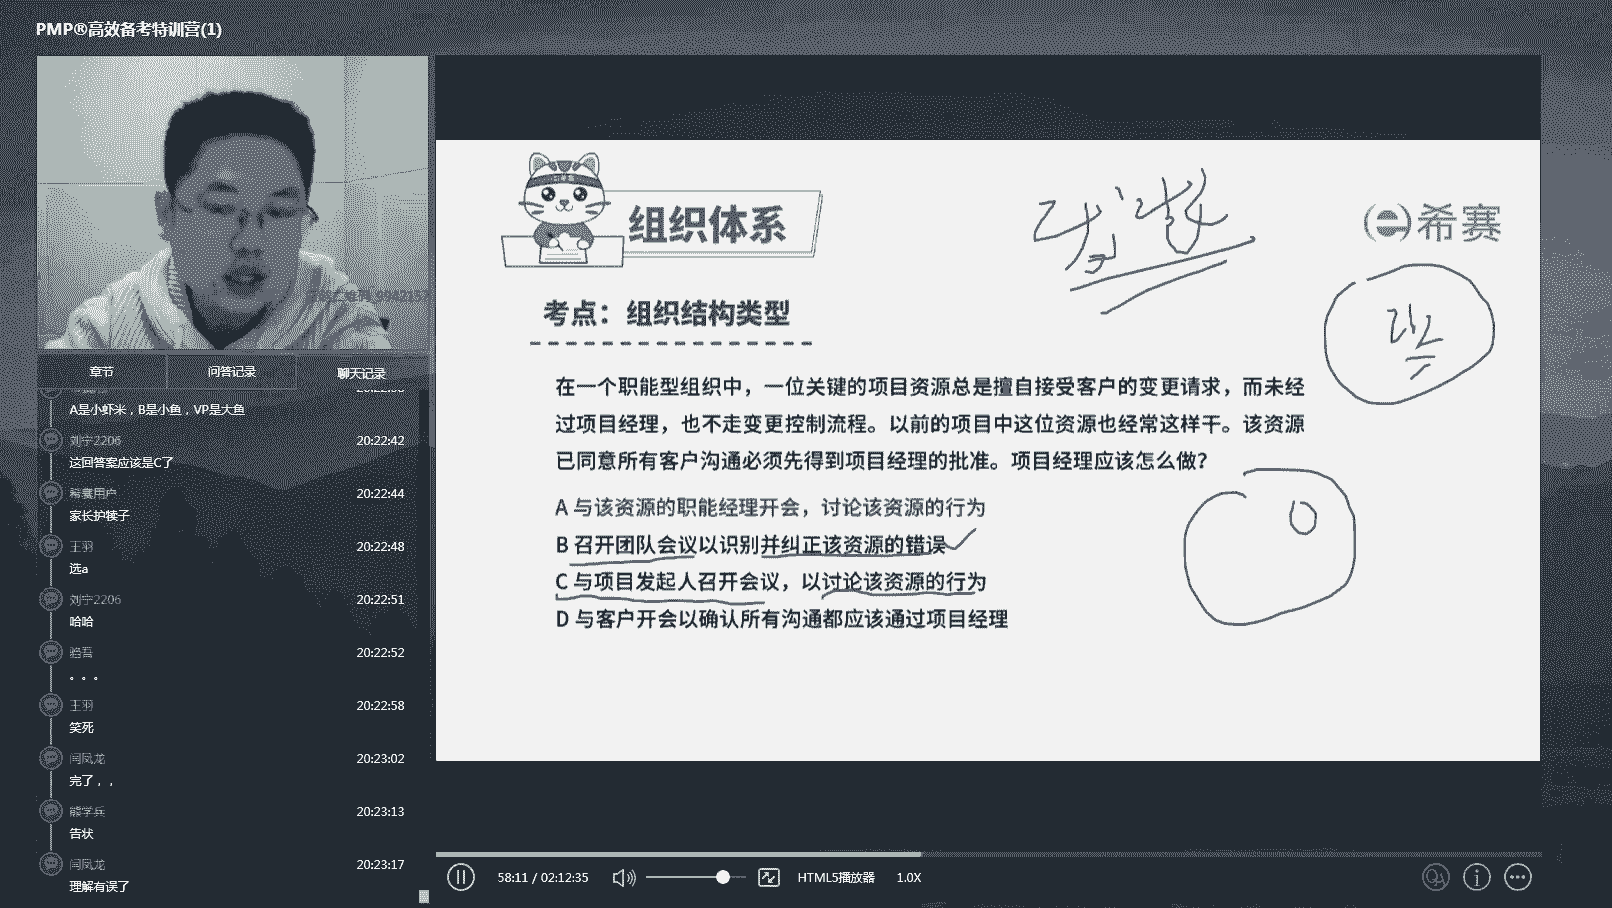 PMP®高效备考特训营(1)
章节
问答记录
聊天记录
A是小虾米，B是小鱼，VP是大鱼
刘宇2206
20:22:42
这回答案应该是C了
希赛用户
20:22:44
家长护犊子
王羽
20:22:48
选a
刘宇2206
20:22:51
哈哈
20:22:52
。。。
王羽
20:22:58
笑死
闫凤龙
20:23:02
完了，，
熊学兵
20:23:13
告状
闫凤龙
20:23:17
理解有误了
组织体系
希赛
考点：组织结构类型
在一个职能型组织中，一位关键的项目资源总是擅自接受客户的变更请求，而未经
过项目经理，也不走变更控制流程。以前的项目中这位资源也经常这样干。该资源
已同意所有客户沟通必须先得到项目经理的批准。项目经理应该怎么做？
A 与该资源的职能经理开会，讨论该资源的行为
B 召开团队会议以识别并纠正该资源的错误
C 与项目发起人召开会议，以讨论该资源的行为
D 与客户开会以确认所有沟通都应该通过项目经理
58:11 / 02:12:35
HTML5播放器
1.0X